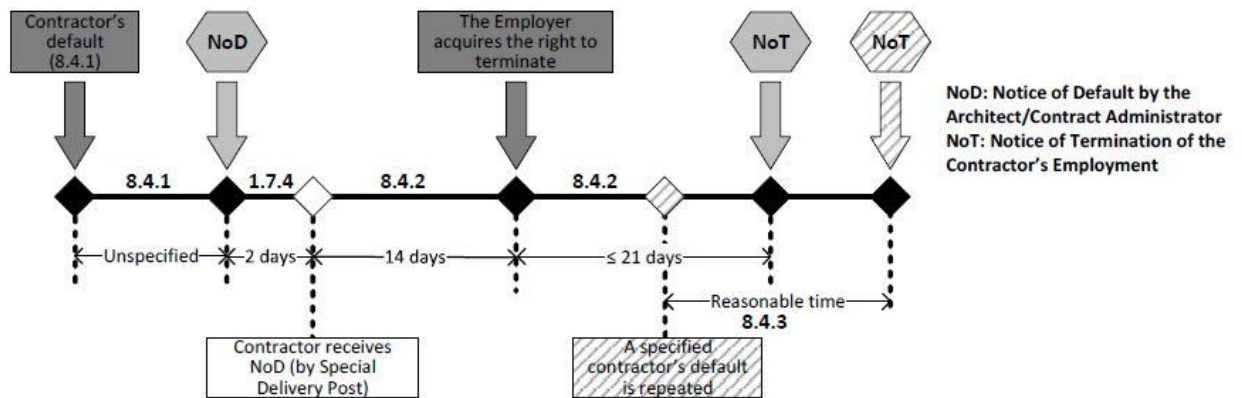 Contractor's
default
(8.4.1)
NoD
The Employer
acquires the right to
terminate
NoT
NoT
NoD: Notice of Default by the
Architect/Contract Administrator
NoT: Notice of Termination of the
Contractor's Employment
8.4.1
1.7.4
8.4.2
8.4.2
Unspecified
2 days
14 days
≤ 21 days
Reasonable time
8.4.3
Contractor receives
NoD (by Special
Delivery Post)
A specified
contractor's default
is repeated